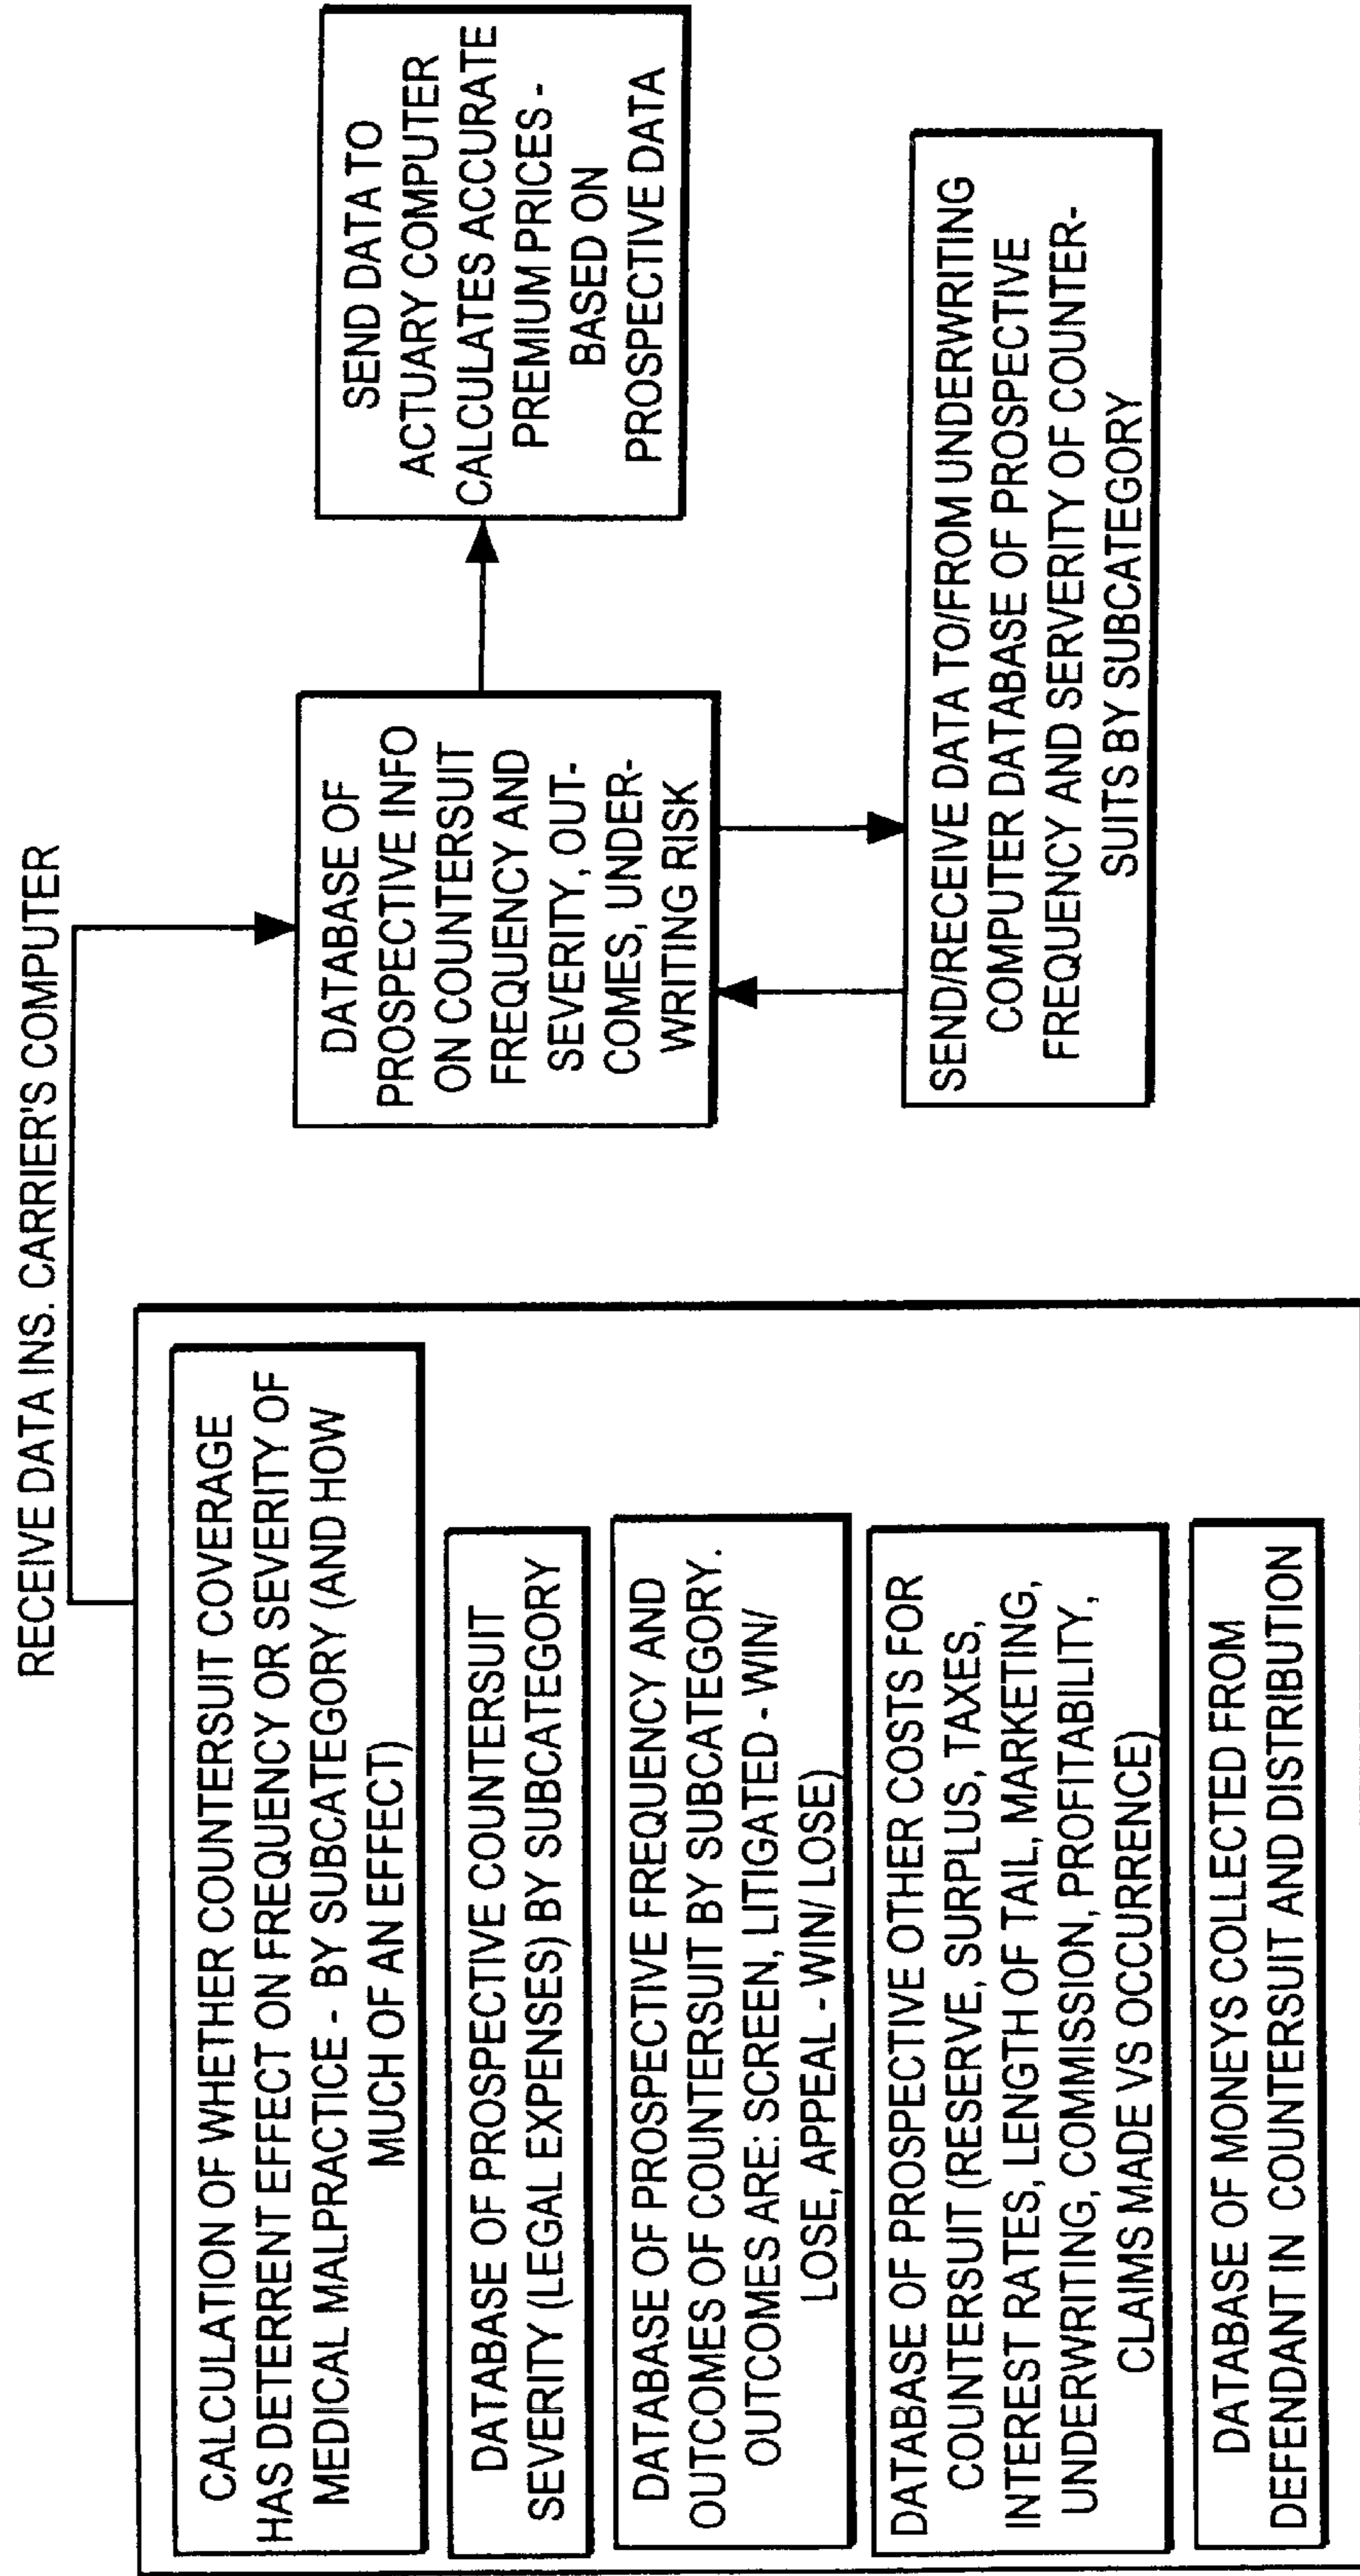 RECEIVE DATA INS. CARRIER'S COMPUTER
CALCULATION OF WHETHER COUNTERSUIT COVERAGE
HAS DETERRENT EFFECT ON FREQUENCY OR SEVERITY OF
MEDICAL MALPRACTICE - BY SUBCATEGORY (AND HOW
MUCH OF AN EFFECT)
DATABASE OF PROSPECTIVE COUNTERSUIT
SEVERITY (LEGAL EXPENSES) BY SUBCATEGORY
DATABASE OF PROSPECTIVE FREQUENCY AND
OUTCOMES OF COUNTERSUIT BY SUBCATEGORY.
OUTCOMES ARE: SCREEN, LITIGATED - WIN/
LOSE, APPEAL - WIN/ LOSE)
DATABASE OF PROSPECTIVE OTHER COSTS FOR
COUNTERSUIT (RESERVE, SURPLUS, TAXES,
INTEREST RATES, LENGTH OF TAIL, MARKETING,
UNDERWRITING, COMMISSION, PROFITABILITY,
CLAIMS MADE VS OCCURRENCE)
DATABASE OF MONEYS COLLECTED FROM
DEFENDANT IN COUNTERSUIT AND DISTRIBUTION
DATABASE OF
PROSPECTIVE INFO
ON COUNTERSUIT
FREQUENCY AND
SEVERITY, OUT-
COMES, UNDER-
WRITING RISK
SEND DATA TO
ACTUARY COMPUTER
CALCULATES ACCURATE
PREMIUM PRICES -
BASED ON
PROSPECTIVE DATA
SEND/RECEIVE DATA TO/FROM UNDERWRITING
COMPUTER DATABASE OF PROSPECTIVE
FREQUENCY AND SERVERITY OF COUNTER-
SUITS BY SUBCATEGORY